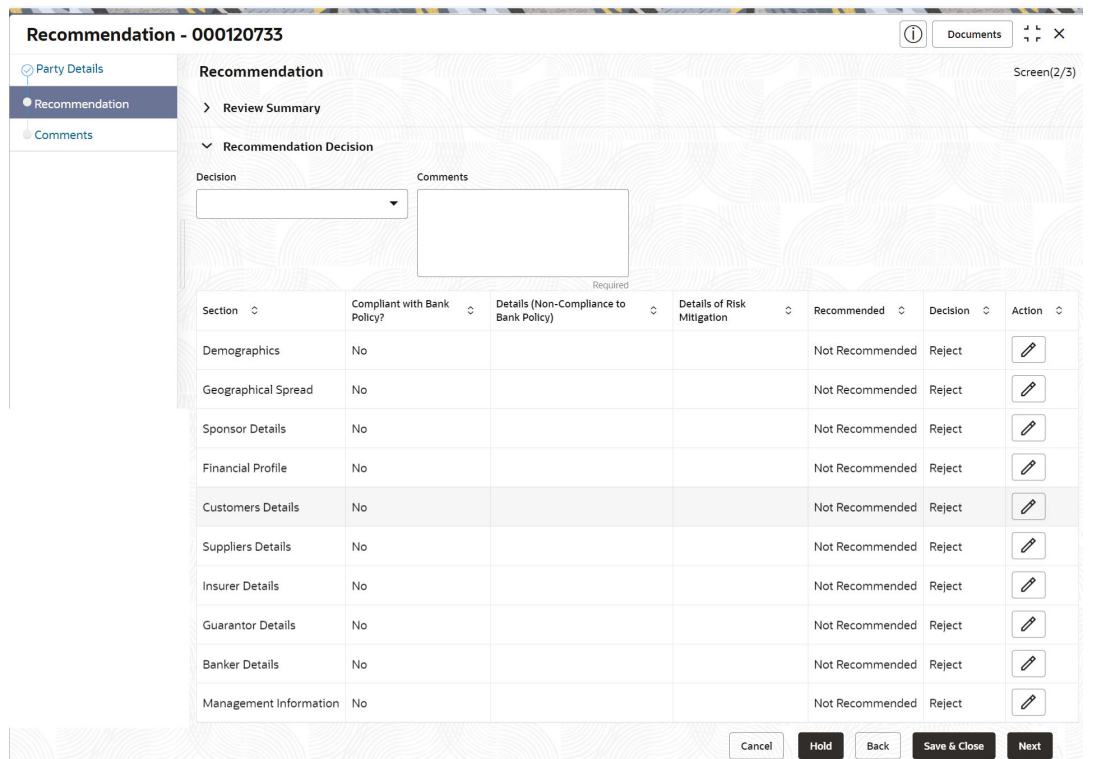 Recommendation - 000120733
Documents
Party Details
Recommendation
Comments
Recommendation
Screen(2/3)
Review Summary
Recommendation Decision
Decision
Comments
Required
Section Compliant with Bank Policy? Details (Non-Compliance to Bank Policy) Details of Risk Mitigation Recommended Decision Action
Demographics No Not Recommended Reject
Geographical Spread No Not Recommended Reject
Sponsor Details No Not Recommended Reject
Financial Profile No Not Recommended Reject
Customers Details No Not Recommended Reject
Suppliers Details No Not Recommended Reject
Insurer Details No Not Recommended Reject
Guarantor Details No Not Recommended Reject
Banker Details No Not Recommended Reject
Management Information No Not Recommended Reject
Cancel Hold Back Save & Close Next